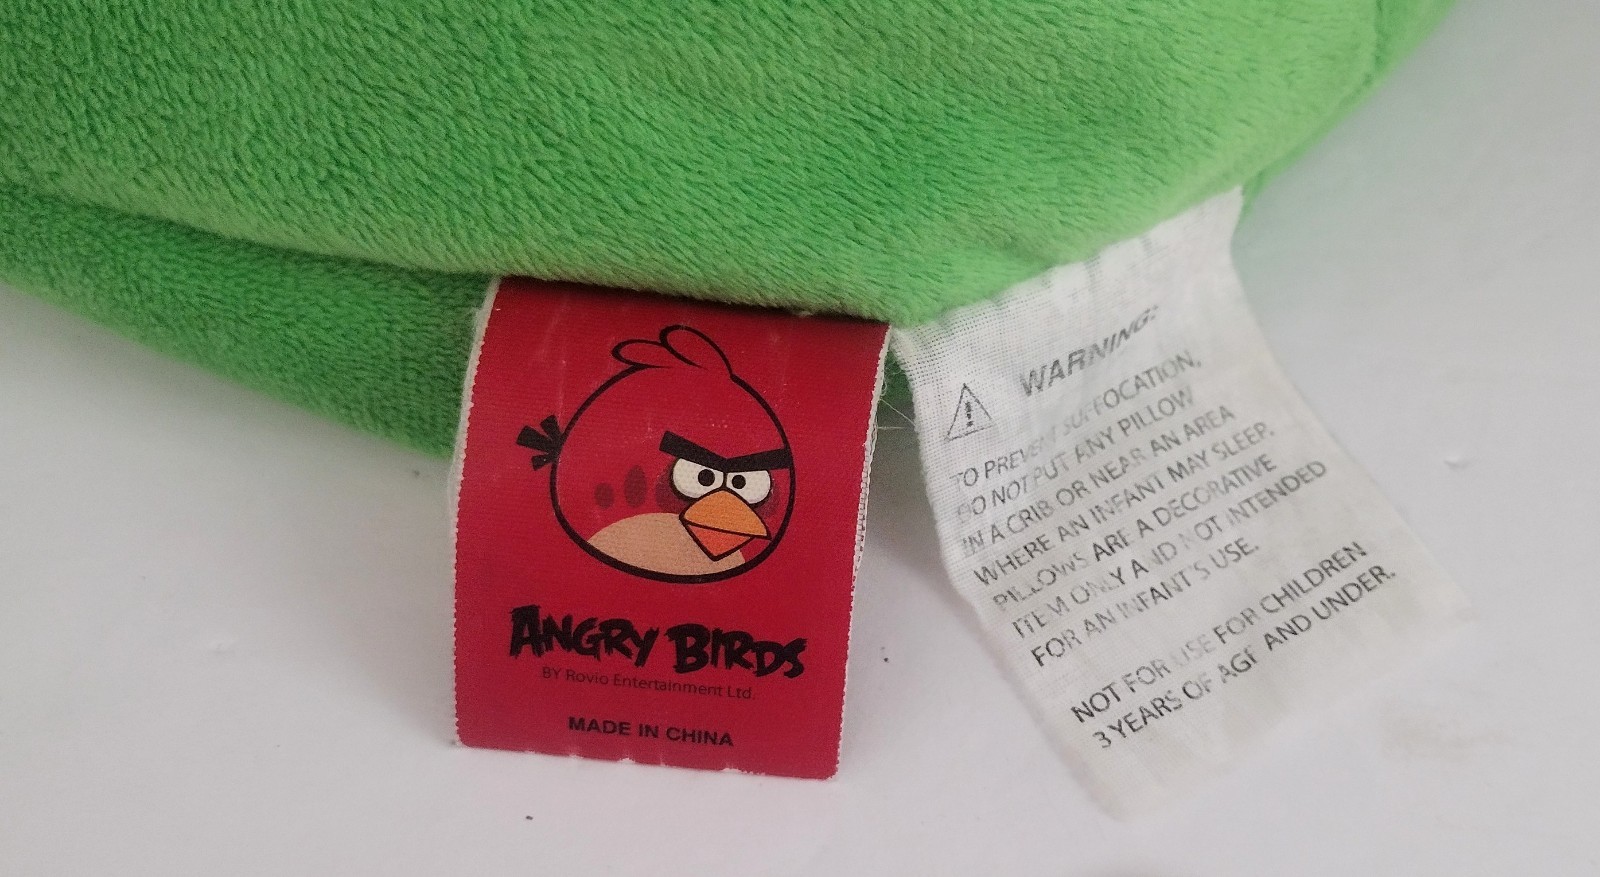 ANGRY BIRDS
BY Rovio Entertainment Ltd.
MADE IN CHINA
WARNING:
TO PREVENT SUFFOCATION,
DO NOT PUT ANY PILLOW
IN A CRIB OR NEAR AN AREA
WHERE AN INFANT MAY SLEEP.
PILLOWS ARE A DECORATIVE
ITEM ONLY AND NOT INTENDED
FOR AN INFANT'S USE.
NOT FOR USE FOR CHILDREN
3 YEARS OF AGE AND UNDER.